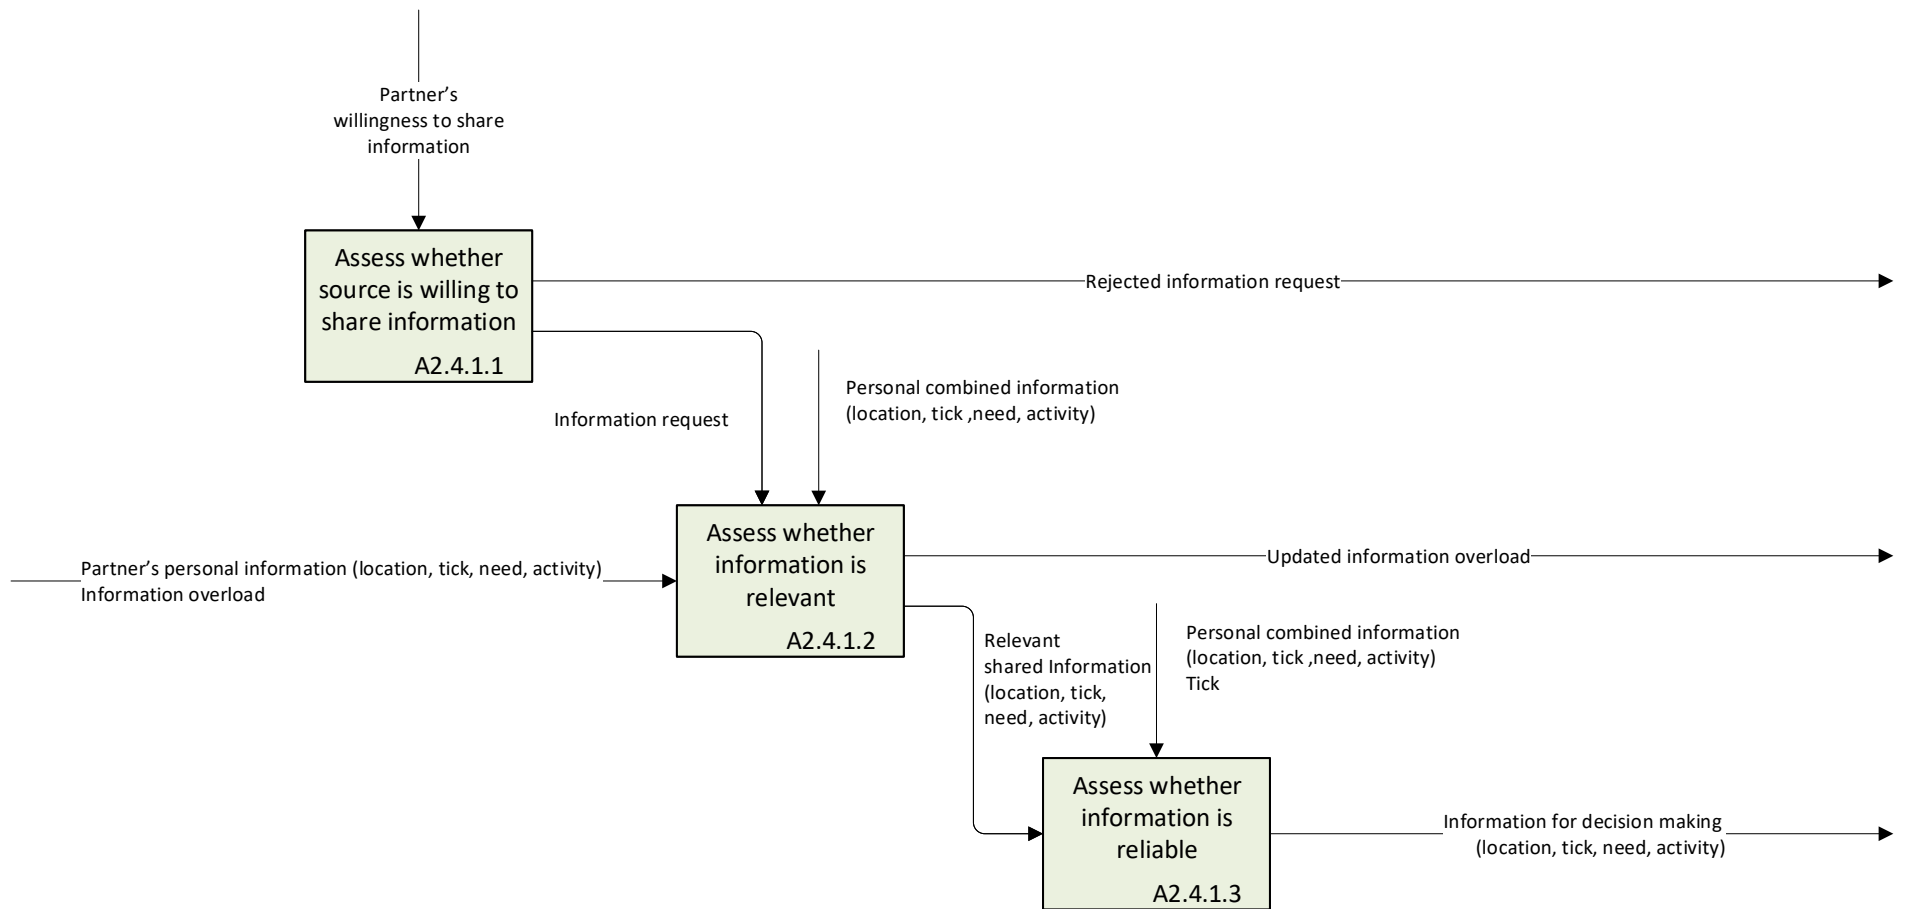 Partner’s
willingness to share
information
Assess whether
source is willing to
share information
A2.4.1.1
Rejected information request
Information request
Personal combined information
(location, tick ,need, activity)
Partner’s personal information (location, tick, need, activity)
Information overload
Assess whether
information is
relevant
A2.4.1.2
Updated information overload
Relevant
shared Information
(location, tick,
need, activity)
Personal combined information
(location, tick ,need, activity)
Tick
Assess whether
information is
reliable
A2.4.1.3
Information for decision making
(location, tick, need, activity)